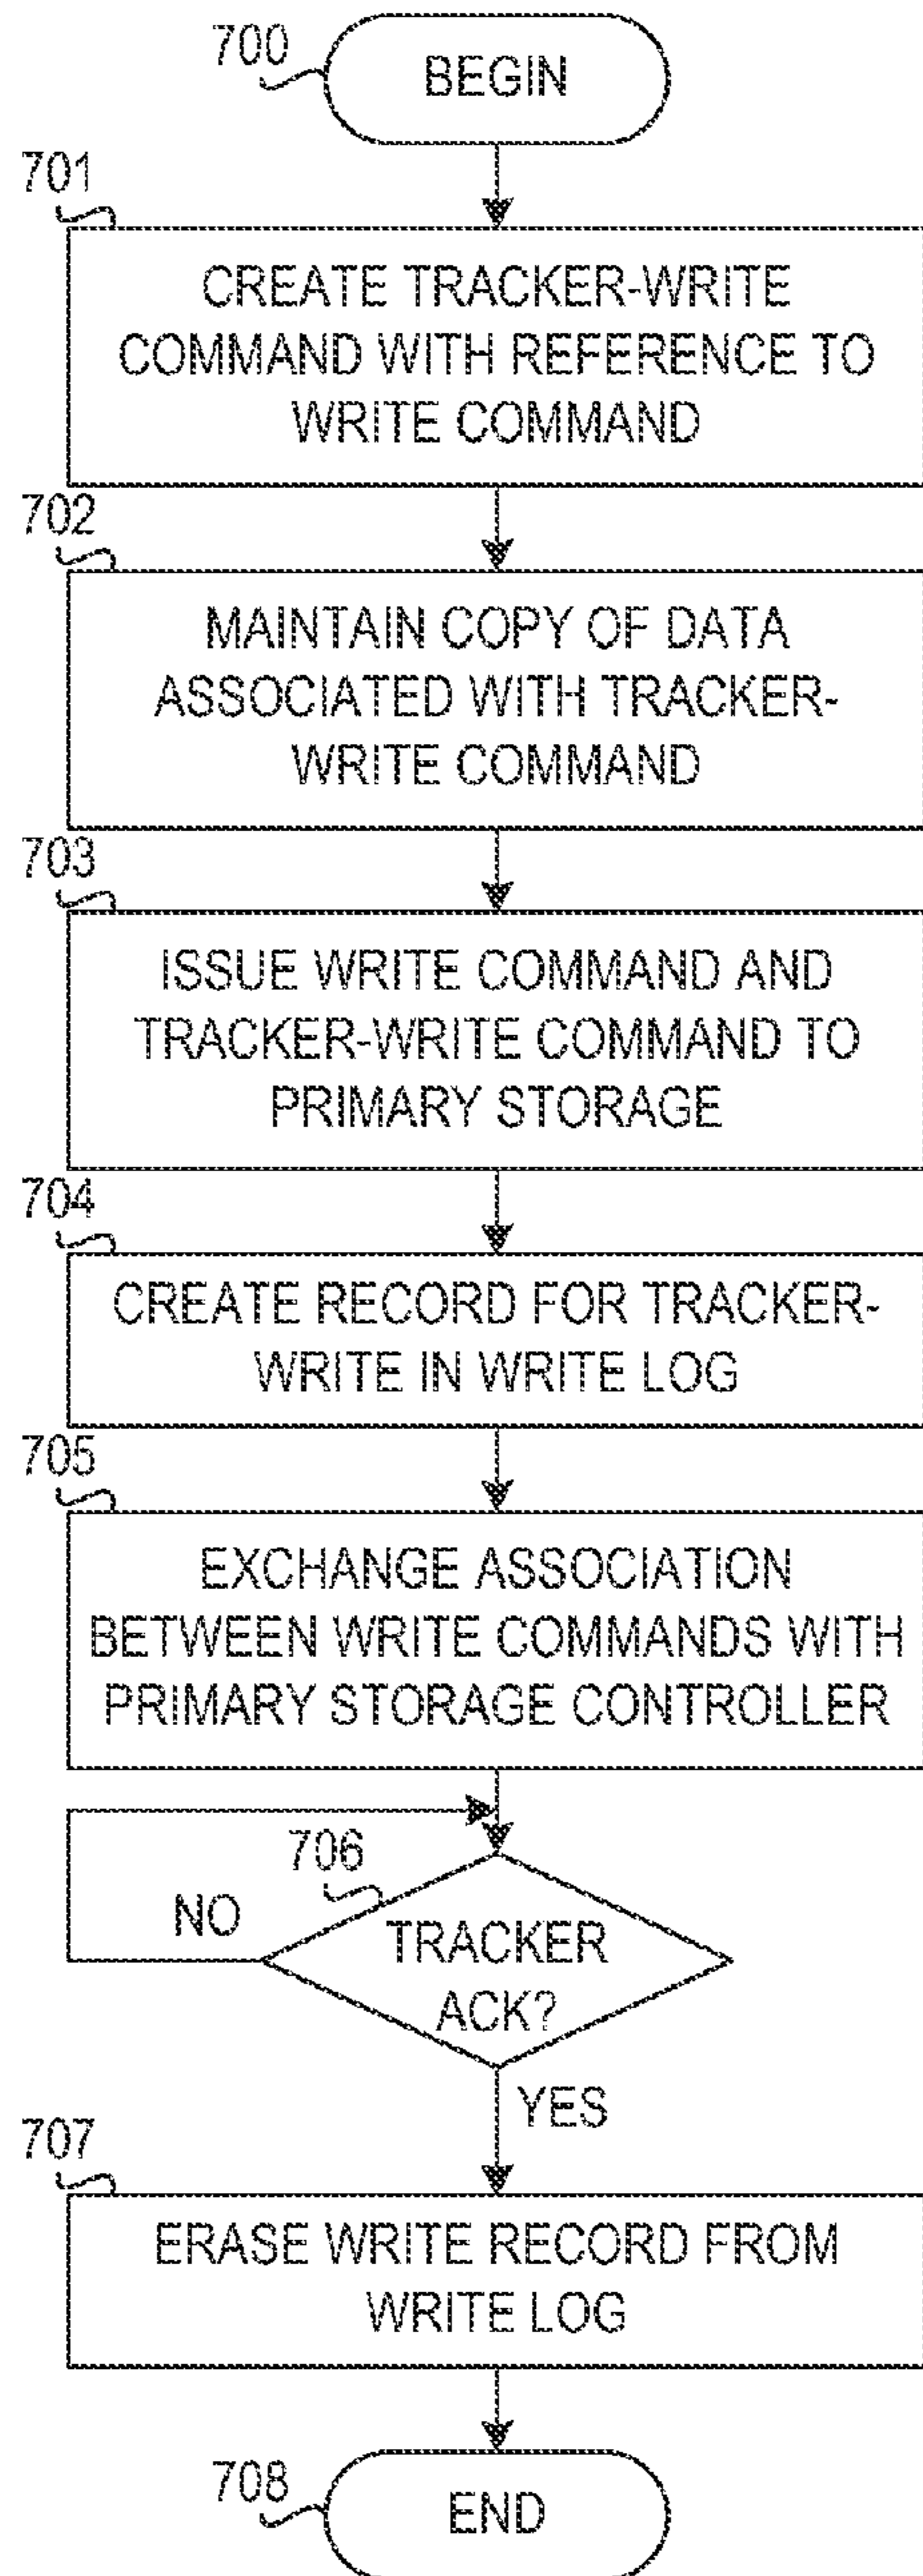 700
BEGIN
701
CREATE TRACKER-WRITE
COMMAND WITH REFERENCE TO
WRITE COMMAND
702
MAINTAIN COPY OF DATA
ASSOCIATED WITH TRACKER-
WRITE COMMAND
703
ISSUE WRITE COMMAND AND
TRACKER-WRITE COMMAND TO
PRIMARY STORAGE
704
CREATE RECORD FOR TRACKER-
WRITE IN WRITE LOG
705
EXCHANGE ASSOCIATION
BETWEEN WRITE COMMANDS WITH
PRIMARY STORAGE CONTROLLER
706
NO
TRACKER
ACK?
YES
707
ERASE WRITE RECORD FROM
WRITE LOG
708
END